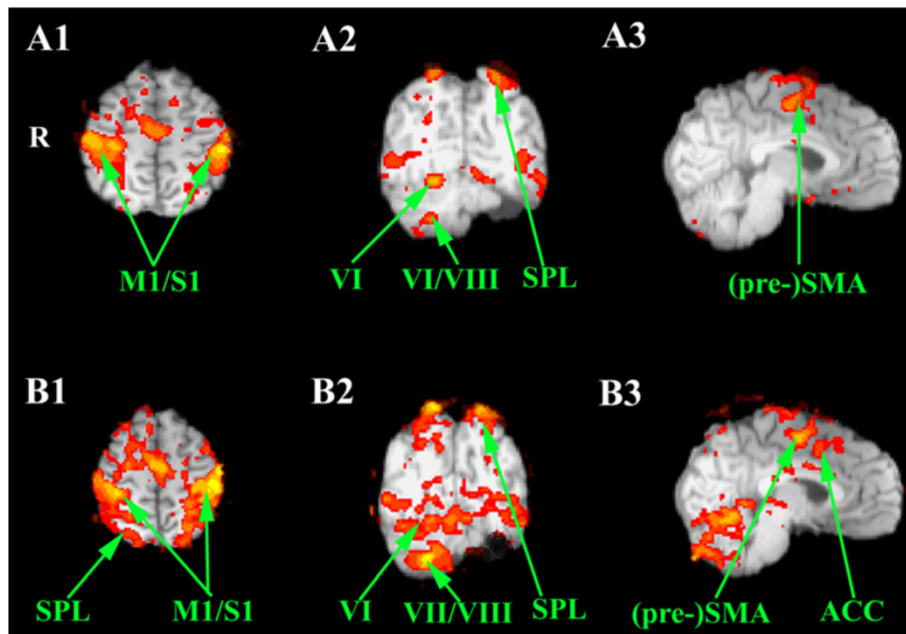 A1 A2 A3
R
M1/S1 VI VI/VIII SPL (pre-)SMA
B1 B2 B3
SPL M1/S1 VI VII/VIII SPL (pre-)SMA ACC